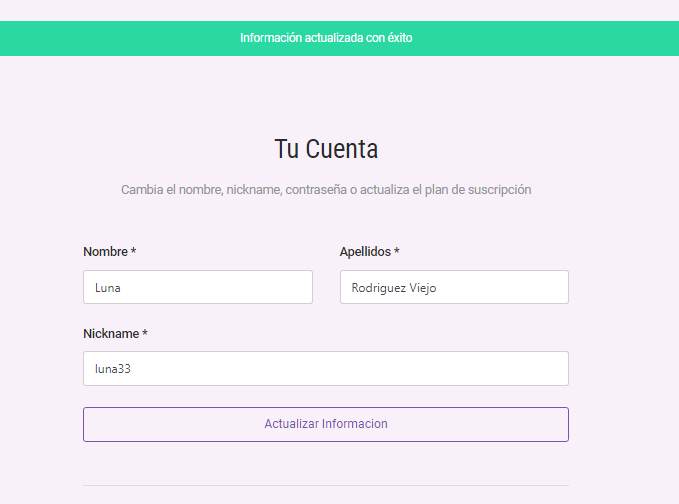 Información actualizada con éxito
Tu Cuenta
Cambia el nombre, nickname, contraseña o actualiza el plan de suscripción
Nombre *
Apellidos *
Luna
Rodriguez Viejo
Nickname *
luna33
Actualizar Informacion